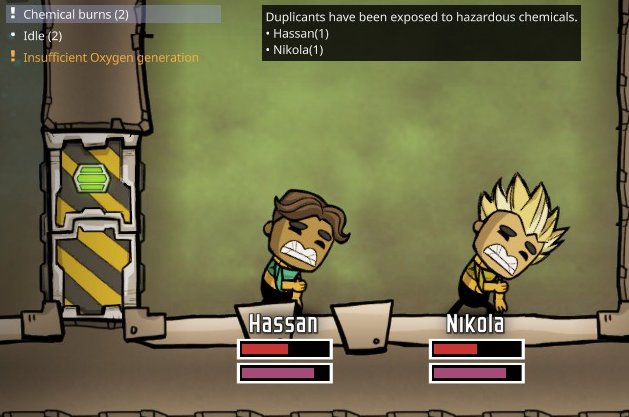 Chemical burns (2)
Idle (2)
Insufficient Oxygen generation
Duplicants have been exposed to hazardous chemicals.
• Hassan(1)
• Nikola(1)
Hassan
Nikola